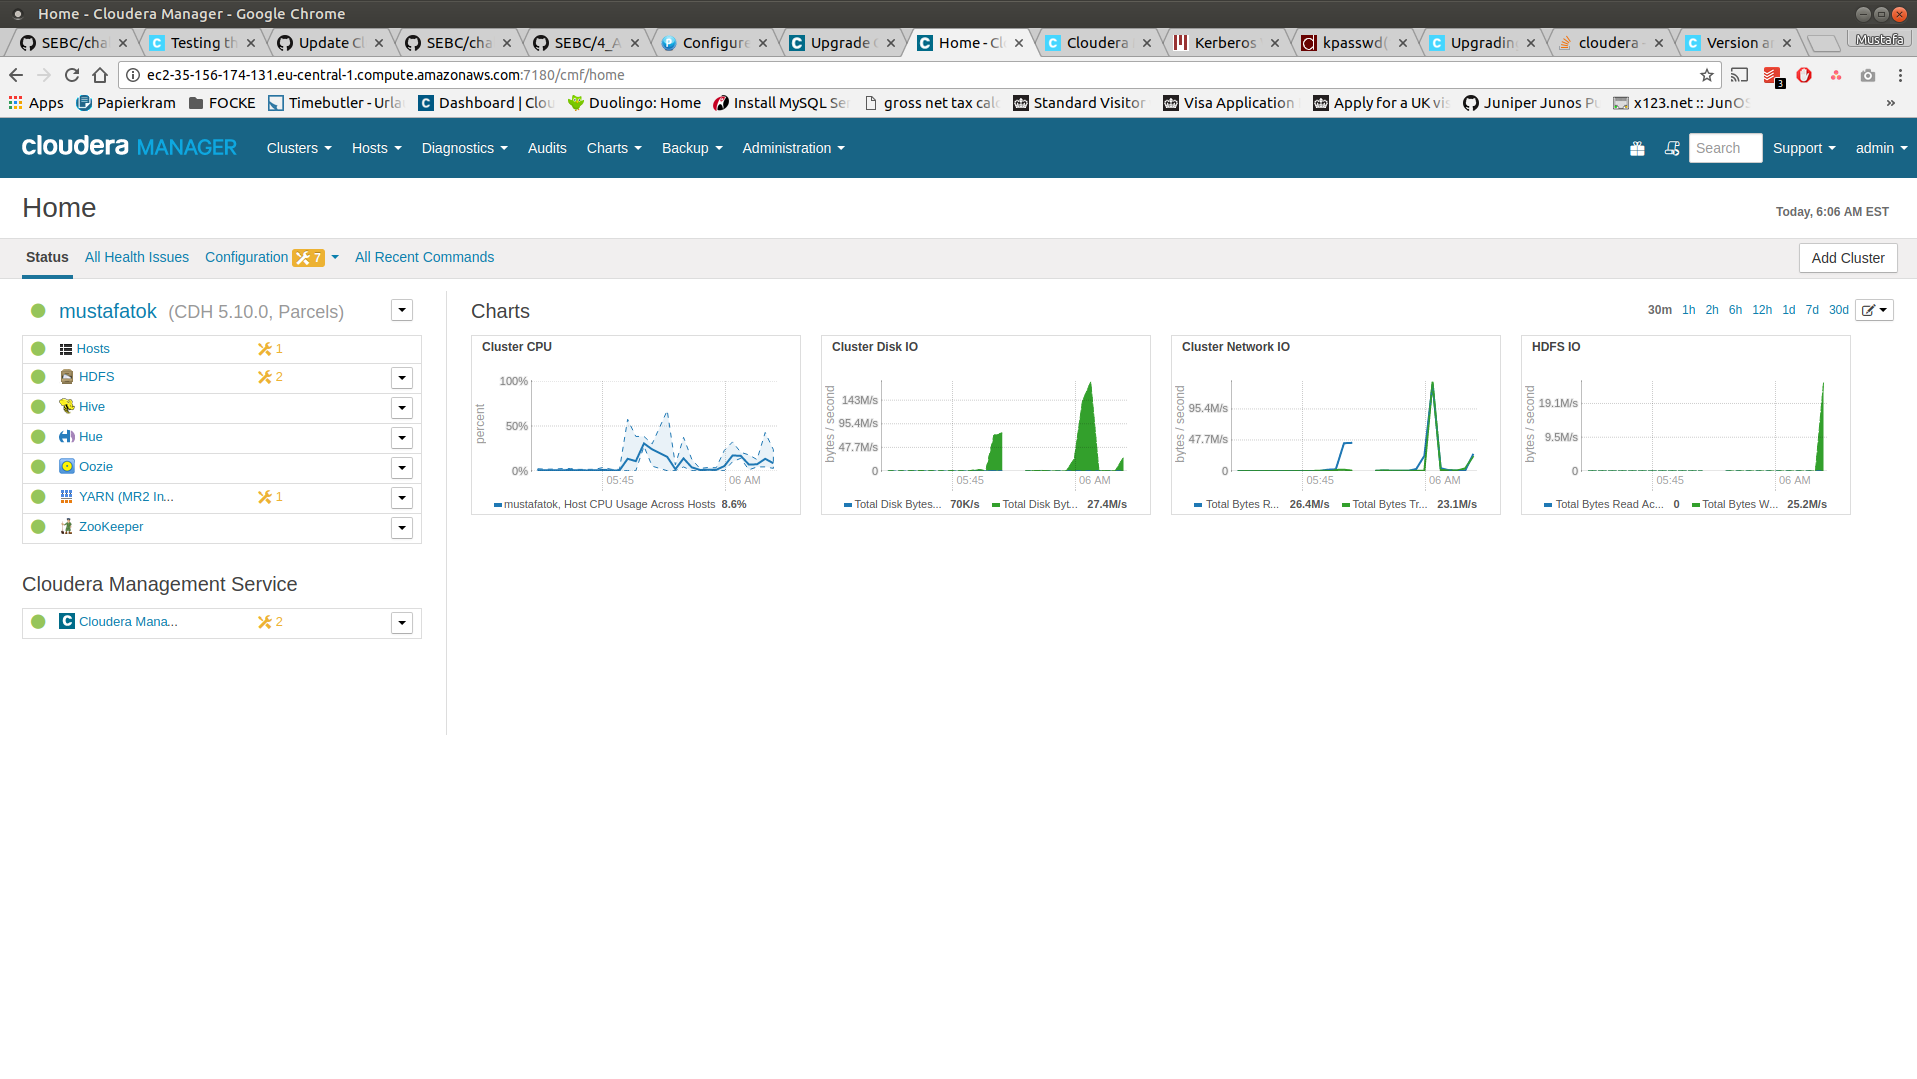 Home - Cloudera Manager - Google Chrome
SEBC/cha Testing th Update Cl SEBC/cha SEBC/4_A Configure Upgrade Home - Cl Cloudera Kerberos kpasswd( Upgrading cloudera - Version an Mustafa
ec2-35-156-174-131.eu-central-1.compute.amazonaws.com:7180/cmf/home 3
Apps Papierkram FOCKE Timebutler - Urla Dashboard | Clou Duolingo: Home Install MySQL Se gross net tax calc Standard Visitor Visa Application Apply for a UK vis Juniper Junos Pu x123.net :: JunOS »
cloudera MANAGER Clusters Hosts Diagnostics Audits Charts Backup Administration Search Support admin
Home
Today, 6:06 AM EST
Status All Health Issues Configuration 7 All Recent Commands Add Cluster
mustafatok (CDH 5.10.0, Parcels)
Hosts 1
HDFS 2
Hive
Hue
Oozie
YARN (MR2 In...  1
ZooKeeper
Cloudera Management Service
Cloudera Mana... 2
Charts 30m 1h 2h 6h 12h 1d 7d 30d
Cluster CPU
percent
100%
50%
0%
05:45 06 AM
mustafatok, Host CPU Usage Across Hosts 8.6%
Cluster Disk IO
bytes / second
143M/s
95.4M/s
47.7M/s
0
05:45 06 AM
Total Disk Bytes... 70K/s Total Disk Byt... 27.4M/s
Cluster Network IO
bytes / second
95.4M/s
47.7M/s
0
05:45 06 AM
Total Bytes R... 26.4M/s Total Bytes Tr... 23.1M/s
HDFS IO
bytes / second
19.1M/s
9.5M/s
0
05:45 06 AM
Total Bytes Read Ac... 0 Total Bytes W... 25.2M/s